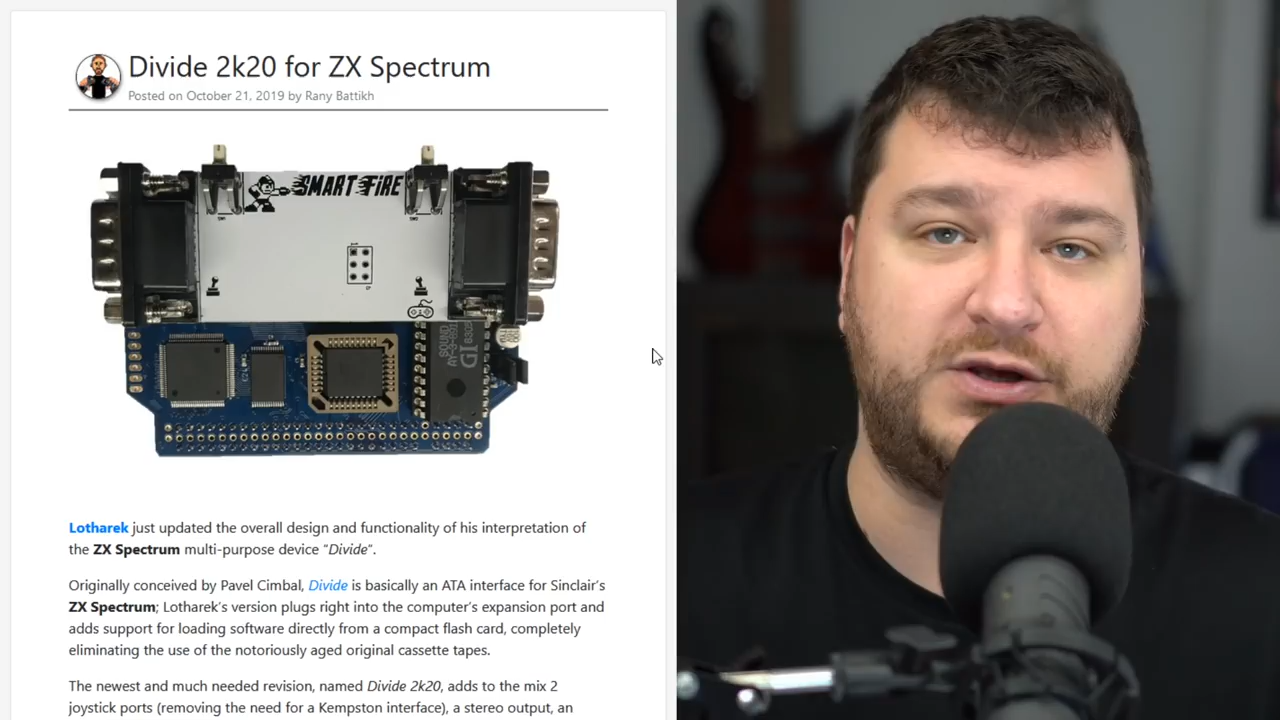 Divide 2k20 for ZX Spectrum
Posted on October 21, 2019 by Rany Battikh
SMART FiRE
SOUND
AY-3-891
GI
Lotharek just updated the overall design and functionality of his interpretation of
the ZX Spectrum multi-purpose device “Divide”.
Originally conceived by Pavel Cimbal, Divide is basically an ATA interface for Sinclair’s
ZX Spectrum; Lotharek’s version plugs right into the computer’s expansion port and
adds support for loading software directly from a compact flash card, completely
eliminating the use of the notoriously aged original cassette tapes.
The newest and much needed revision, named Divide 2k20, adds to the mix 2
joystick ports (removing the need for a Kempston interface), a stereo output, an